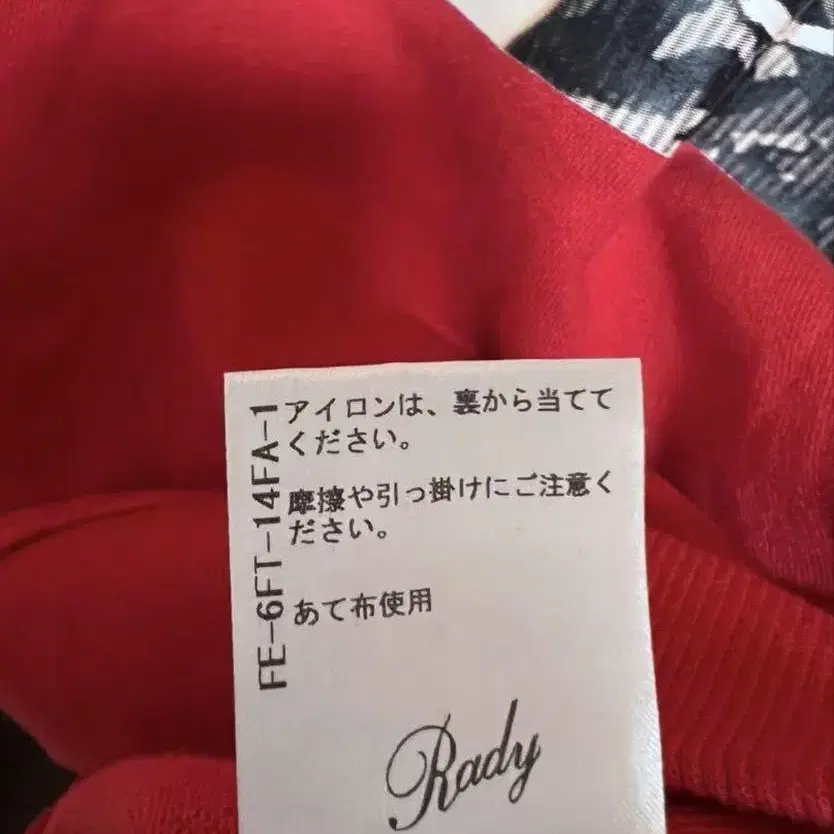 アイロンは、裏から当てて
ください。
摩擦や引っ掛けにご注意く
ださい。
あて布使用
FE-6FT-14FA-1
Rady